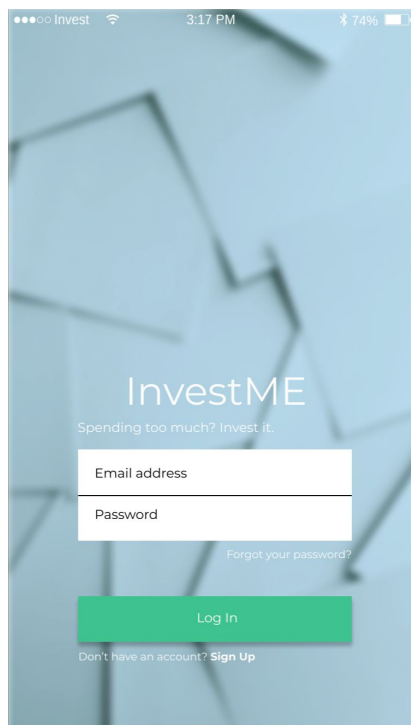 Invest 3:17 PM 74%
InvestME
Spending too much? Invest it.
Email address
Password
Forgot your password?
Log In
Don't have an account? Sign Up